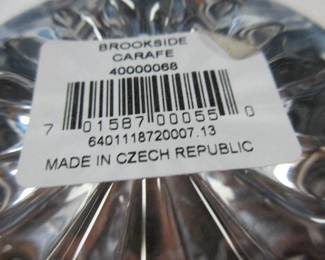 BROOKSIDE
CARAFE
40000068
7 01587 00055 0
6401118720007.13
MADE IN CZECH REPUBLIC